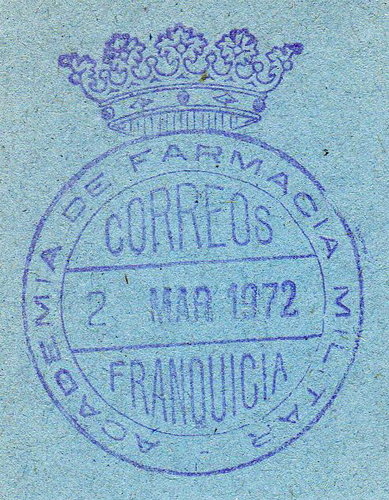 ACADEMIA DE FARMACIA MILITAR
CORREOS
2 MAR 1972
FRANQUICIA